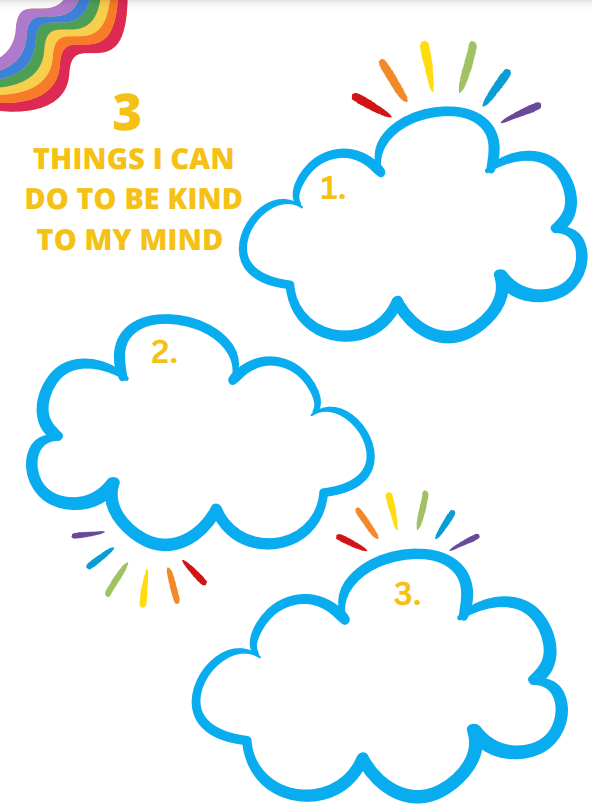 3
THINGS I CAN
DO TO BE KIND
TO MY MIND
1.
2.
3.